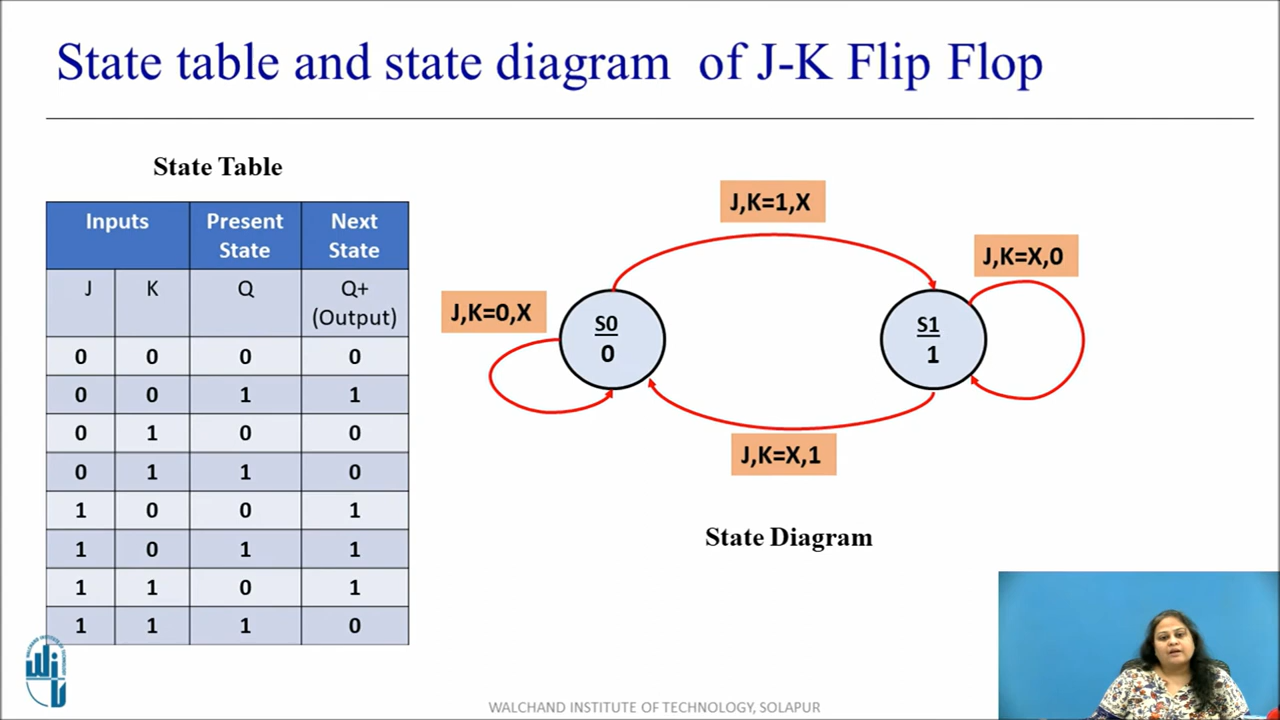 State table and state diagram of J-K Flip Flop
State Table
Inputs Present State Next State
J K Q Q+ (Output)
0 0 0 0
0 0 1 1
0 1 0 0
0 1 1 0
1 0 0 1
1 0 1 1
1 1 0 1
1 1 1 0
J,K=1,X
J,K=X,0
J,K=0,X
S0
0
S1
1
J,K=X,1
State Diagram
WALCHAND INSTITUTE OF TECHNOLOGY, SOLAPUR